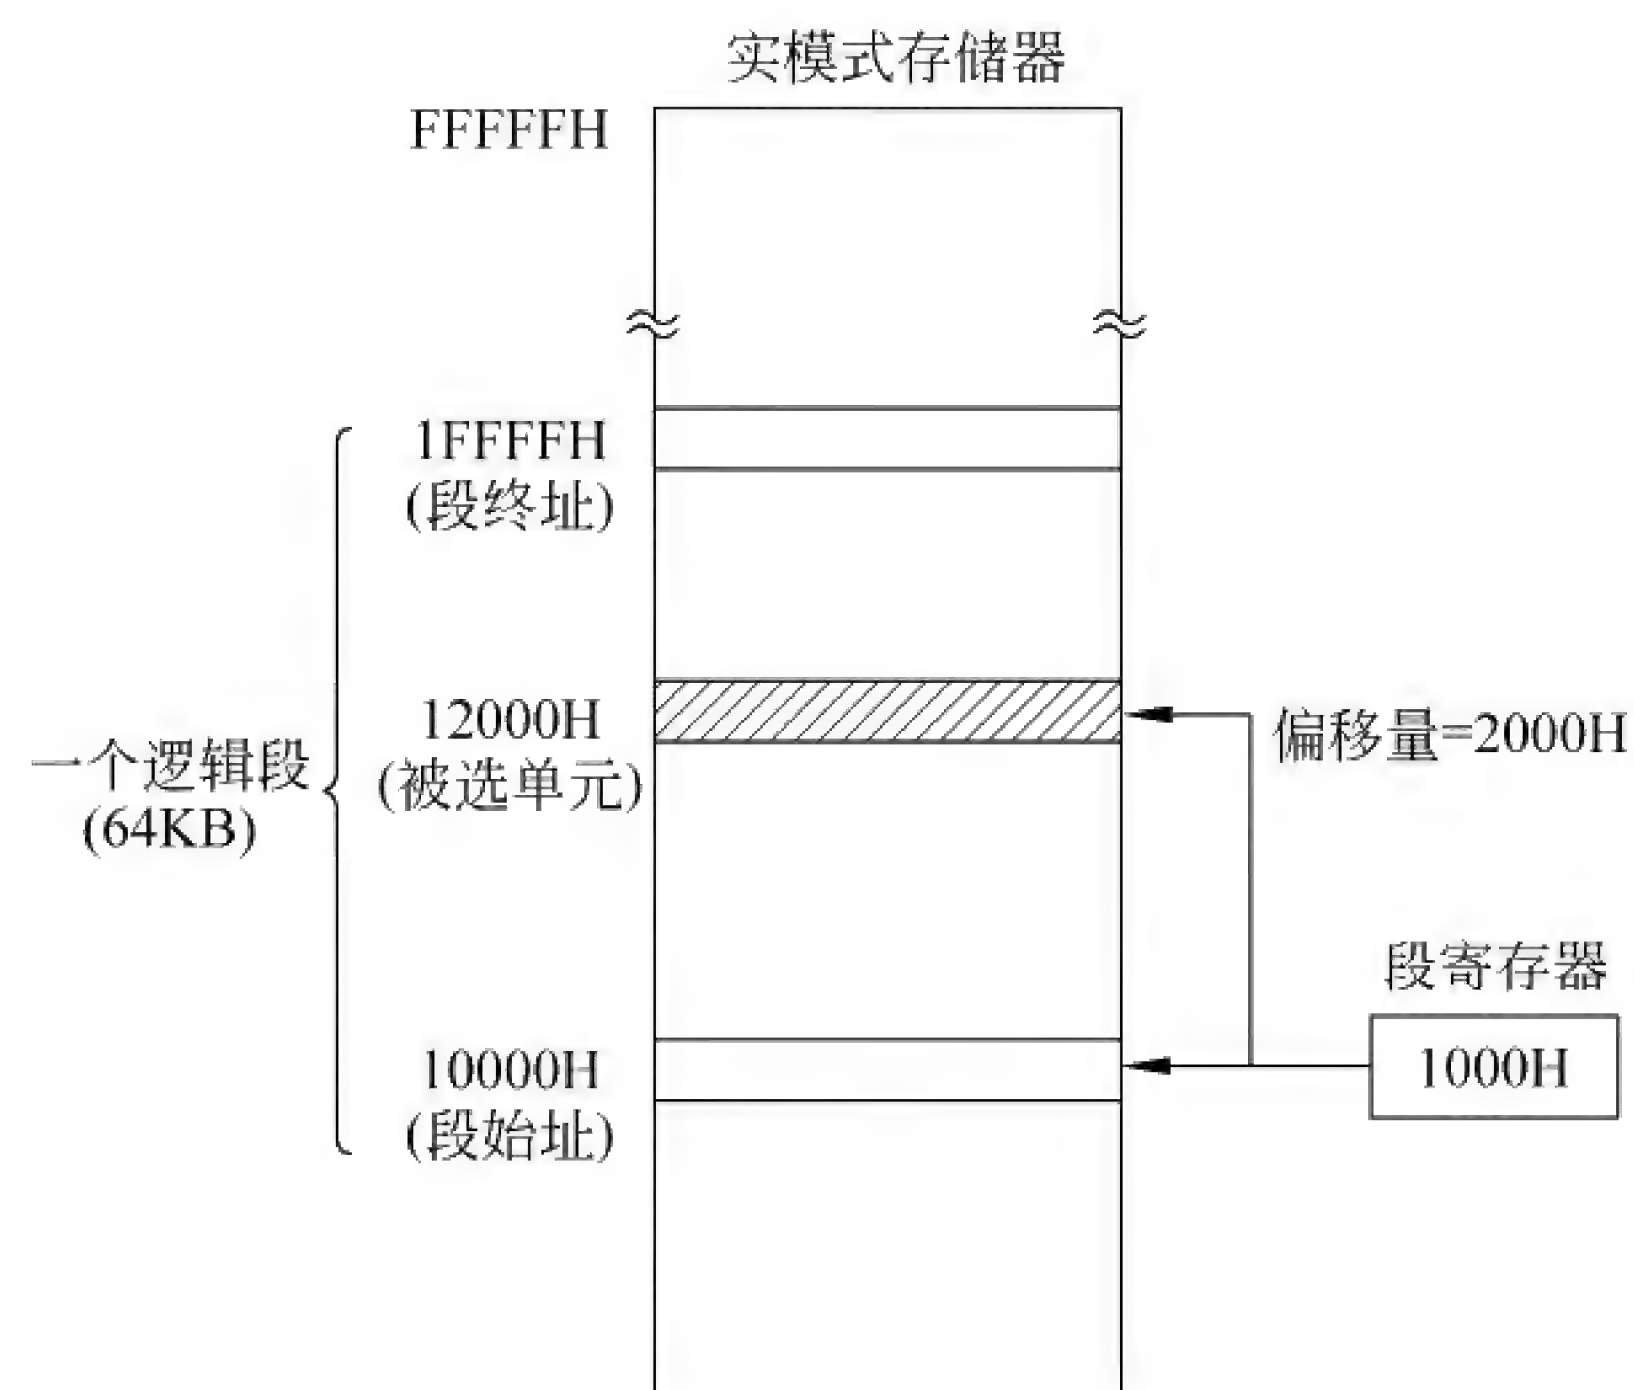 实模式存储器
FFFFFH
1FFFFH
(段终址)
12000H
(被选单元)
偏移量=2000H
一个逻辑段
(64KB)
段寄存器
1000H
10000H
(段始址)